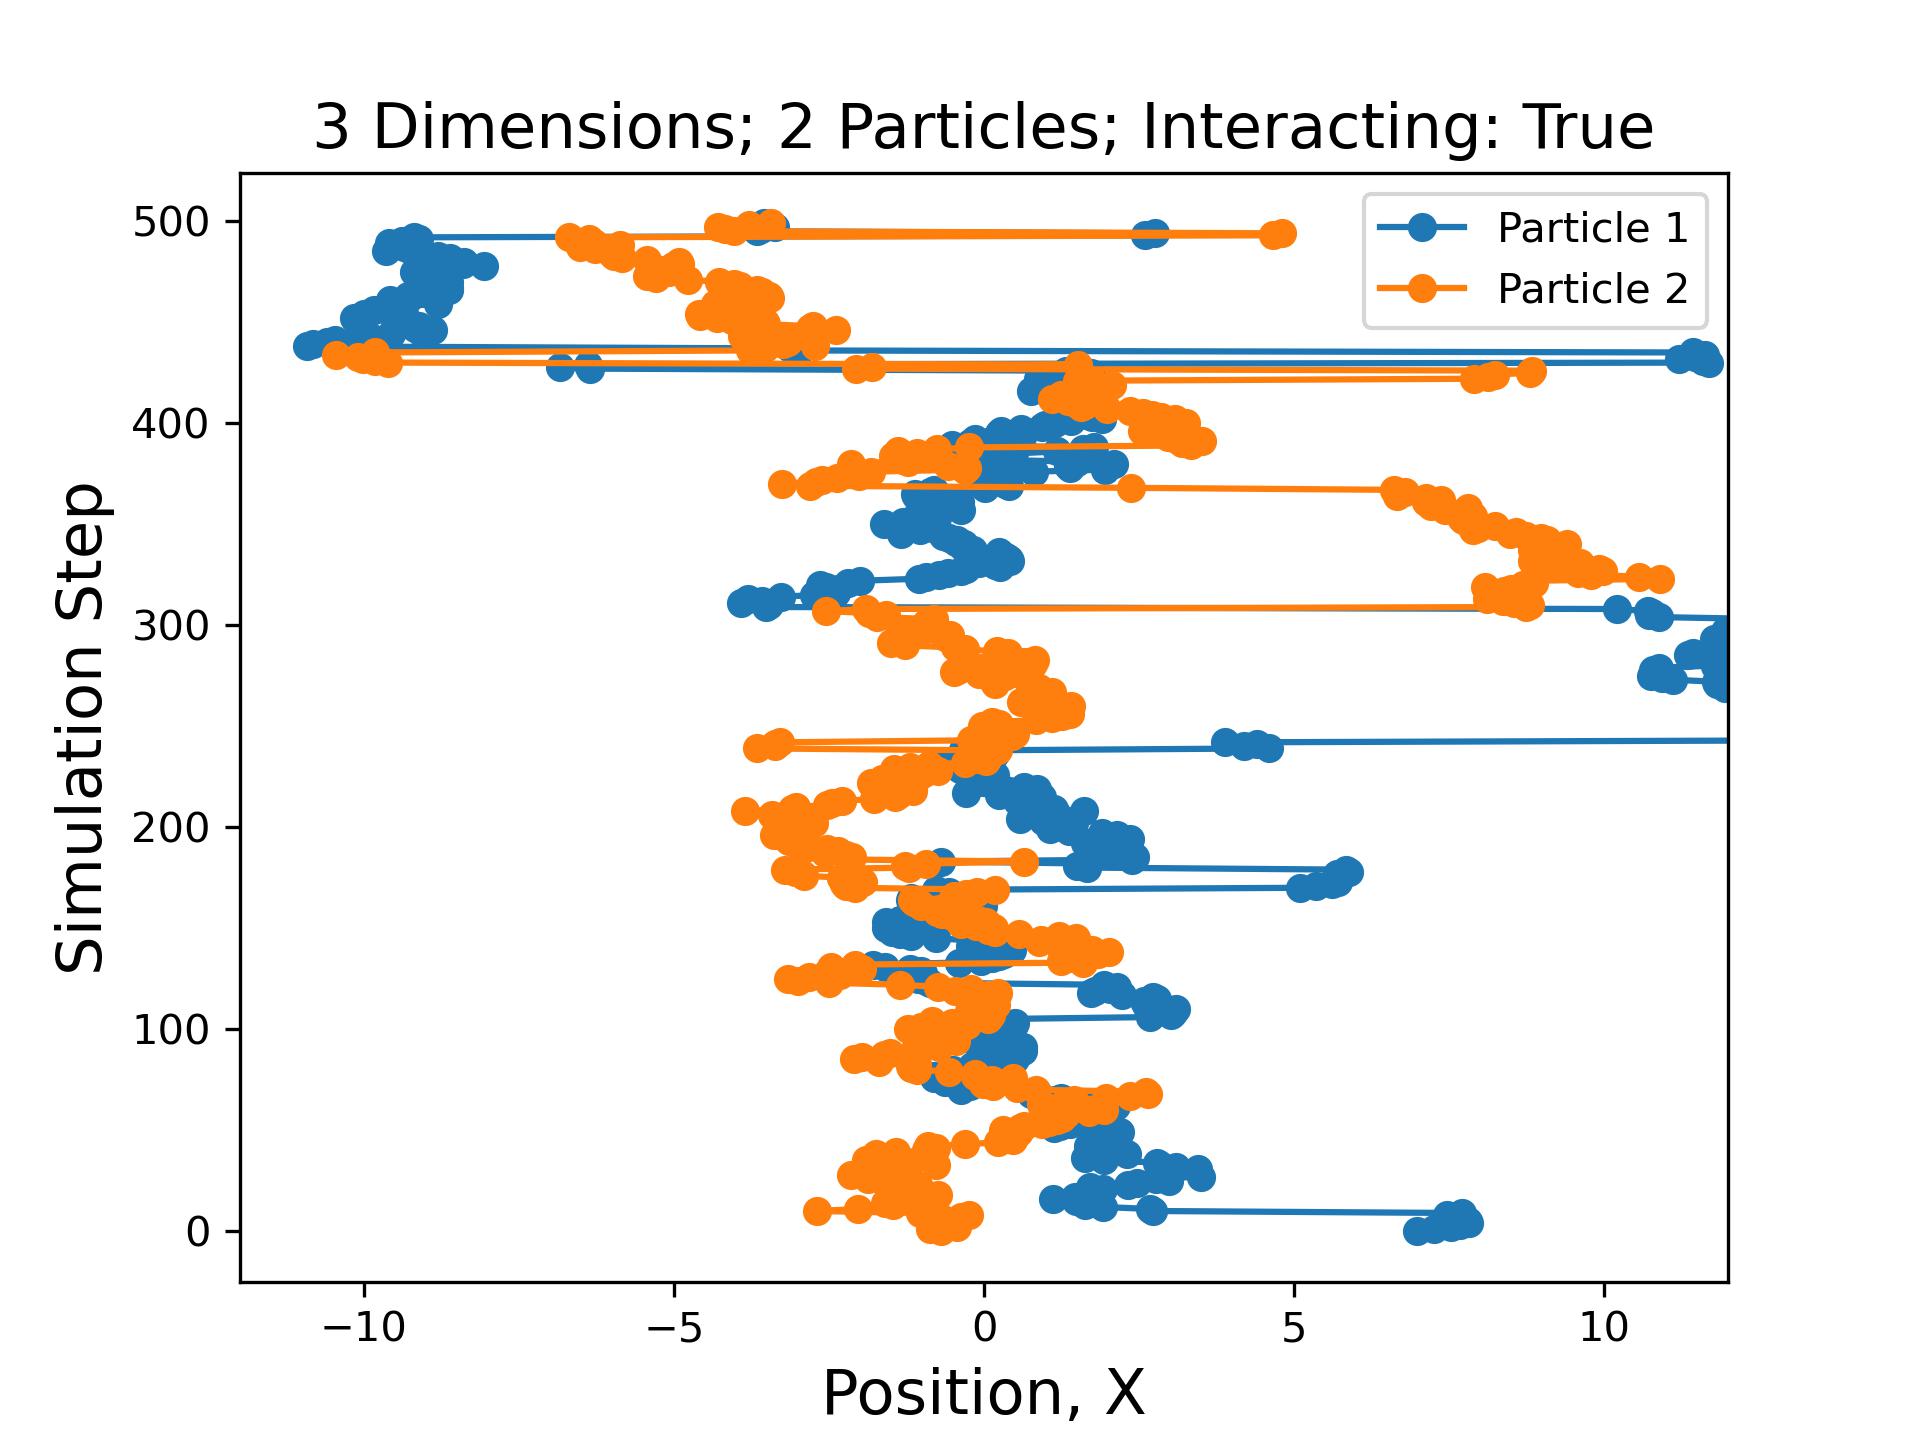 3 Dimensions; 2 Particles; Interacting: True
Particle 1
Particle 2
Simulation Step
500
400
300
200
100
0
−10
−5
0
5
10
Position, X